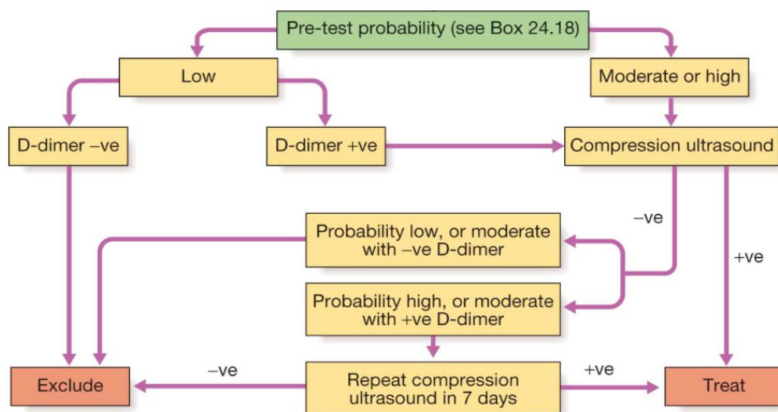 Pre-test probability (see Box 24.18)
Low
Moderate or high
D-dimer –ve
D-dimer +ve
Compression ultrasound
–ve
+ve
Probability low, or moderate
with –ve D-dimer
Probability high, or moderate
with +ve D-dimer
–ve
+ve
Exclude
Repeat compression
ultrasound in 7 days
Treat